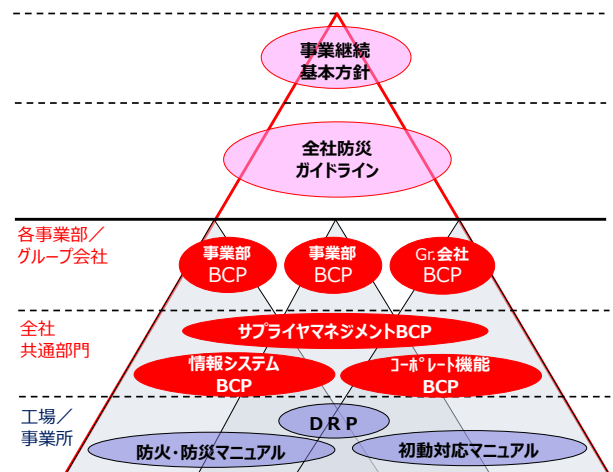 事業継続
基本方針
全社防災
ガイドライン
各事業部／
グループ会社
事業部
BCP
事業部
BCP
Gr.会社
BCP
全社
共通部門
サプライヤマネジメントBCP
情報システム
BCP
コーポレート機能
BCP
工場／
事業所
DRP
防火・防災マニュアル
初動対応マニュアル